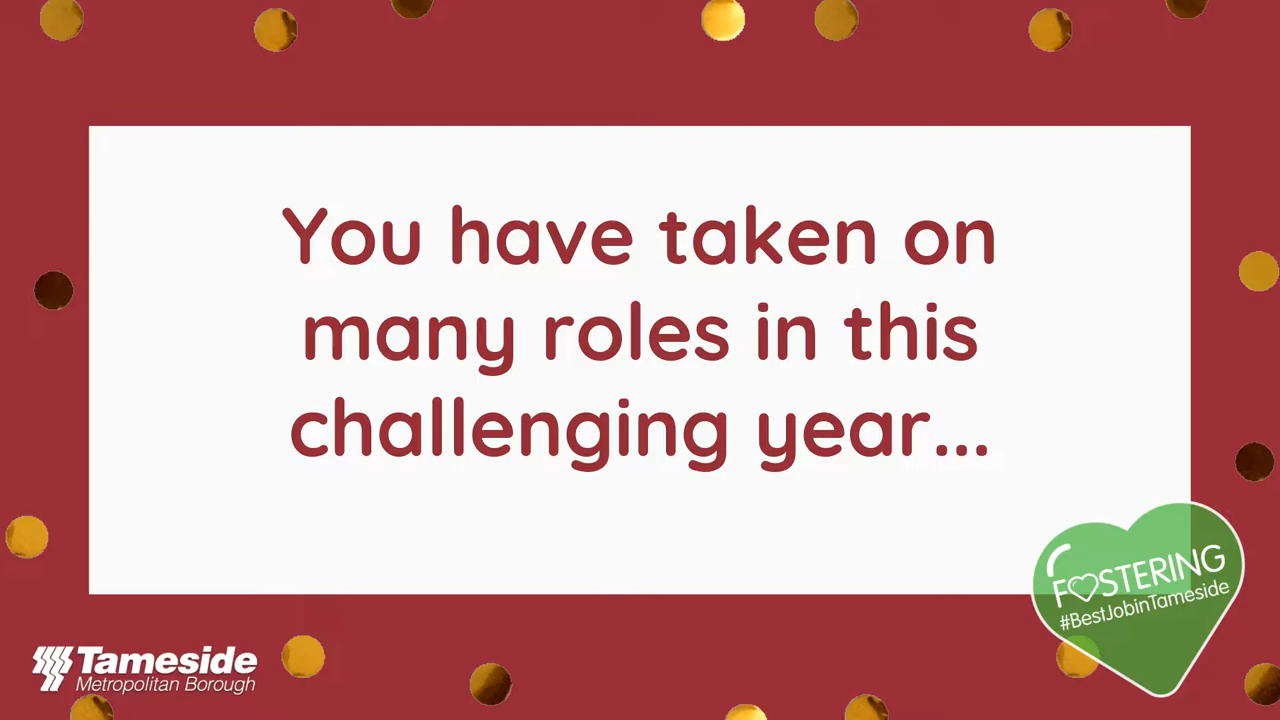 You have taken on
many roles in this
challenging year...
FOSTERING
#BestJobinTameside
Tameside
Metropolitan Borough